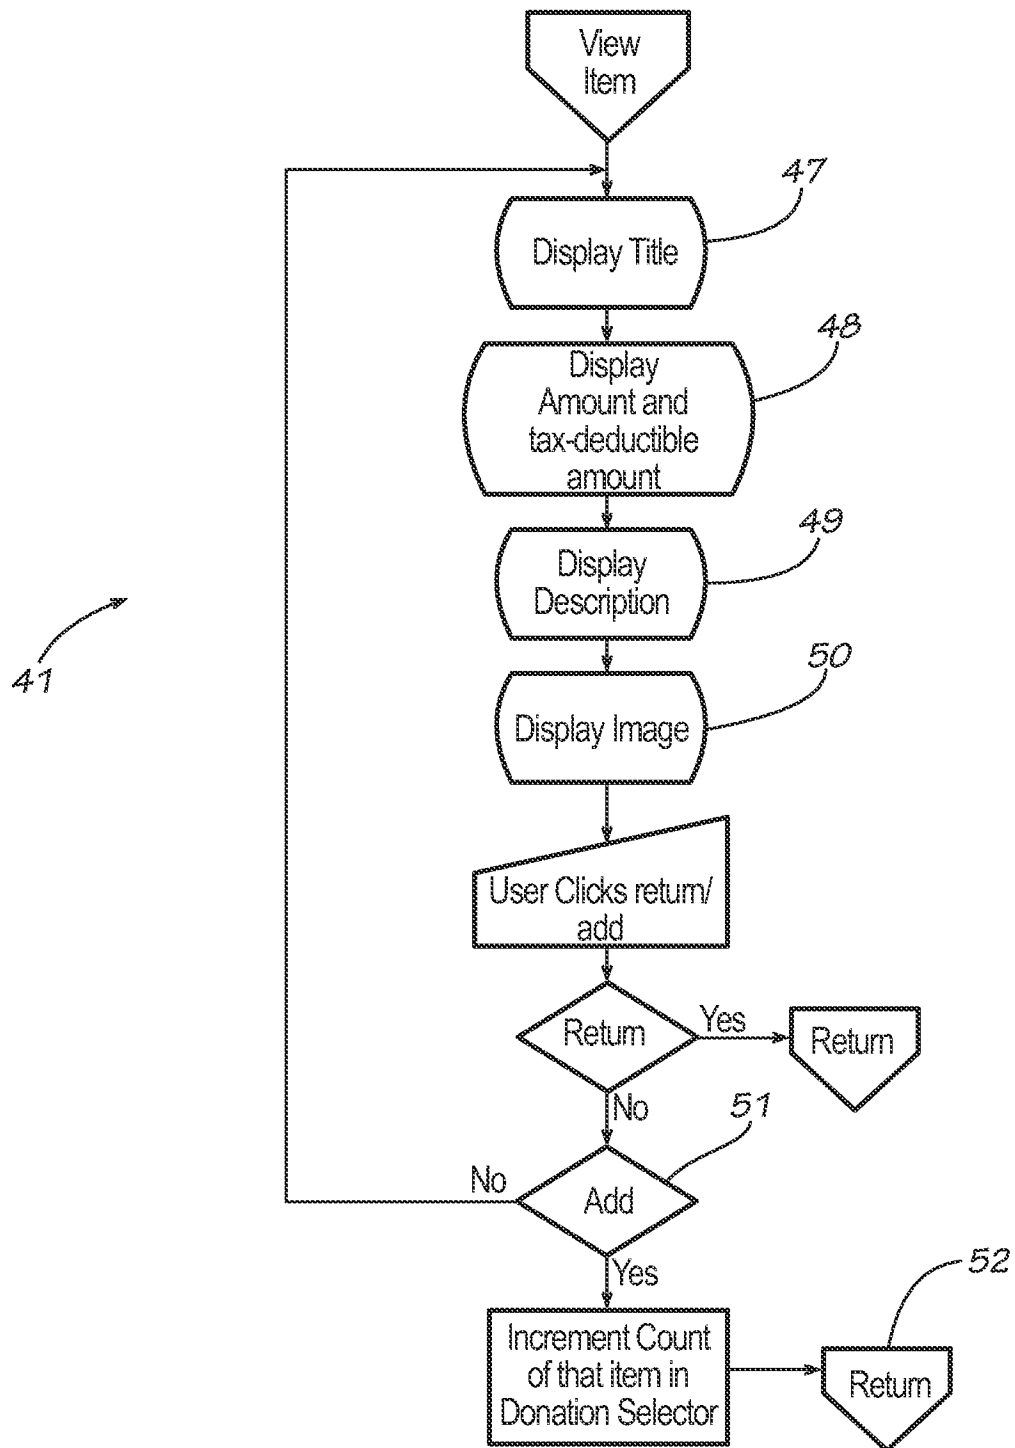 View
Item
47
Display Title
48
Display
Amount and
tax-deductible
amount
49
Display
Description
41
50
Display Image
User Clicks return/
add
Return
Yes
Return
No
51
No
Add
Yes
52
Increment Count
of that item in
Donation Selector
Return